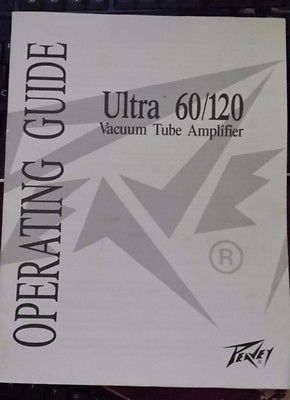 OPERATING GUIDE
Ultra 60/120
Vacuum Tube Amplifier
®
PEAVEY
®